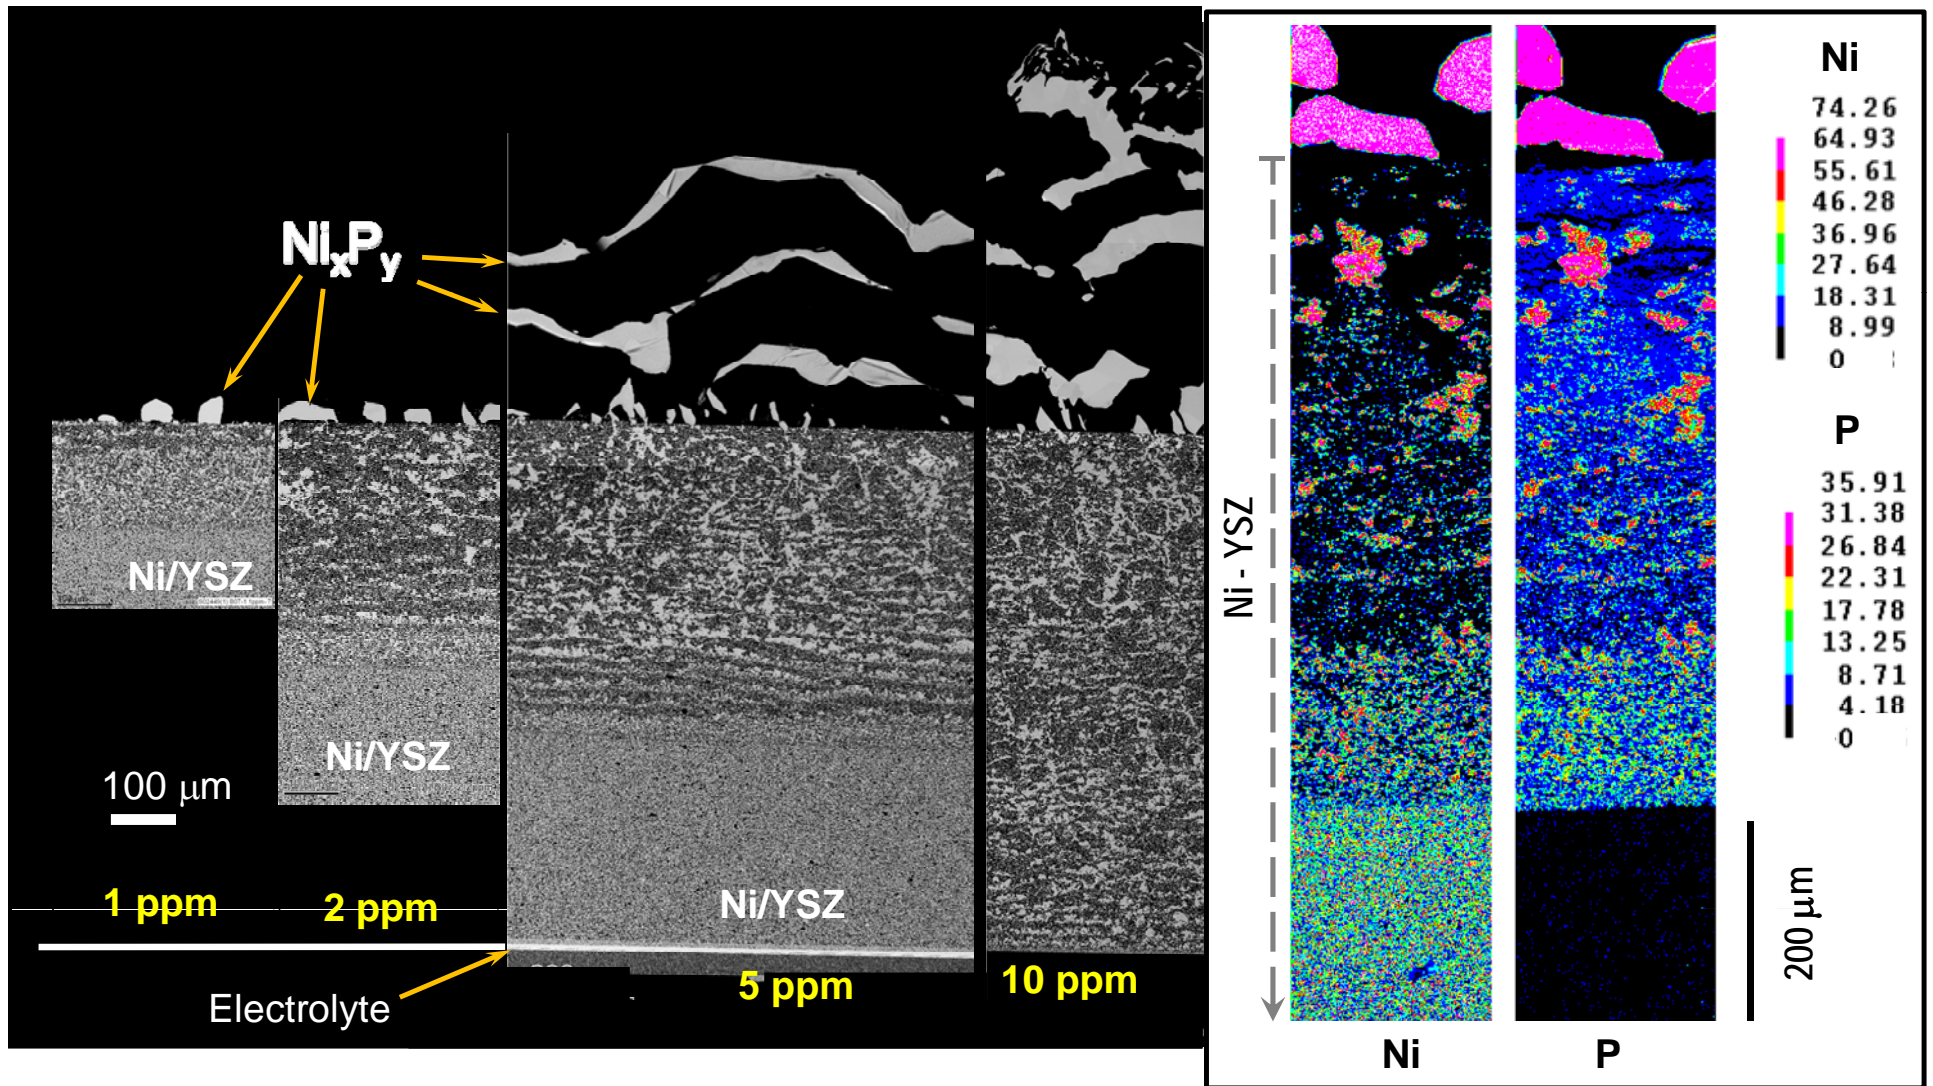 Ni
x
P
y
Ni/YSZ
Ni/YSZ
Ni/YSZ
100 μm
1 ppm
2 ppm
5 ppm
10 ppm
Electrolyte
Ni - YSZ
Ni
P
Ni
74.26
64.93
55.61
46.28
36.96
27.64
18.31
8.99
0
P
35.91
31.38
26.84
22.31
17.78
13.25
8.71
4.18
0
200 μm